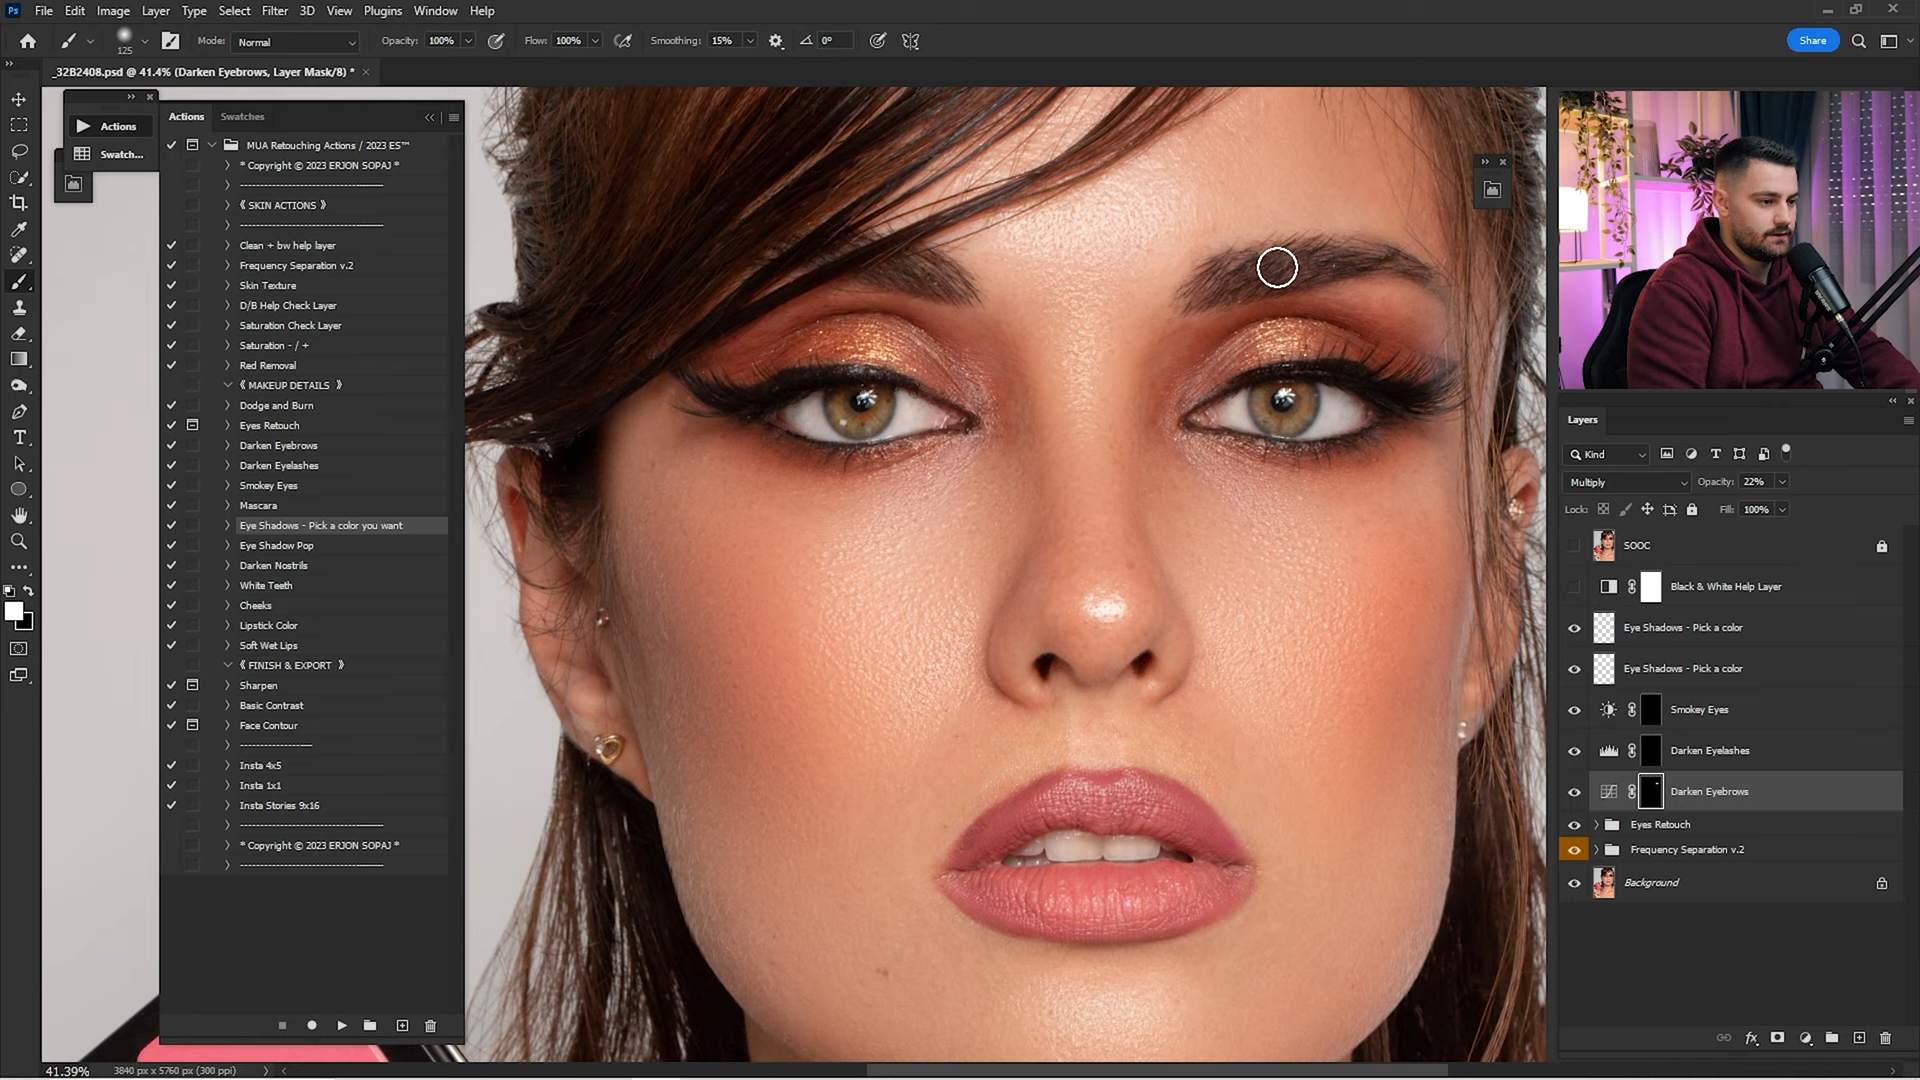 Ps File Edit Image Layer Type Select Filter 3D View Plugins Window Help
125 Mode: Normal Opacity: 100% Flow: 100% Smoothing: 15% 0° Share
_32B2408.psd @ 41.4% (Darken Eyebrows, Layer Mask/8) *
Actions
Swatch...
Actions Swatches
MUA Retouching Actions / 2023 ES™
* Copyright © 2023 ERJON SOPAJ *
------------------------------------
《 SKIN ACTIONS 》
------------------------------------
Clean + bw help layer
Frequency Separation v.2
Skin Texture
D/B Help Check Layer
Saturation Check Layer
Saturation - / +
Red Removal
《 MAKEUP DETAILS 》
Dodge and Burn
Eyes Retouch
Darken Eyebrows
Darken Eyelashes
Smokey Eyes
Mascara
Eye Shadows - Pick a color you want
Eye Shadow Pop
Darken Nostrils
White Teeth
Cheeks
Lipstick Color
Soft Wet Lips
《 FINISH & EXPORT 》
Sharpen
Basic Contrast
Face Contour
------------------
Insta 4x5
Insta 1x1
Insta Stories 9x16
------------------------------------
* Copyright © 2023 ERJON SOPAJ *
------------------------------------
Layers
Kind
Multiply Opacity: 22%
Lock: Fill: 100%
SOOC
Black & White Help Layer
Eye Shadows - Pick a color
Eye Shadows - Pick a color
Smokey Eyes
Darken Eyelashes
Darken Eyebrows
Eyes Retouch
Frequency Separation v.2
Background
fx
41.39% 3840 px x 5760 px (300 ppi)